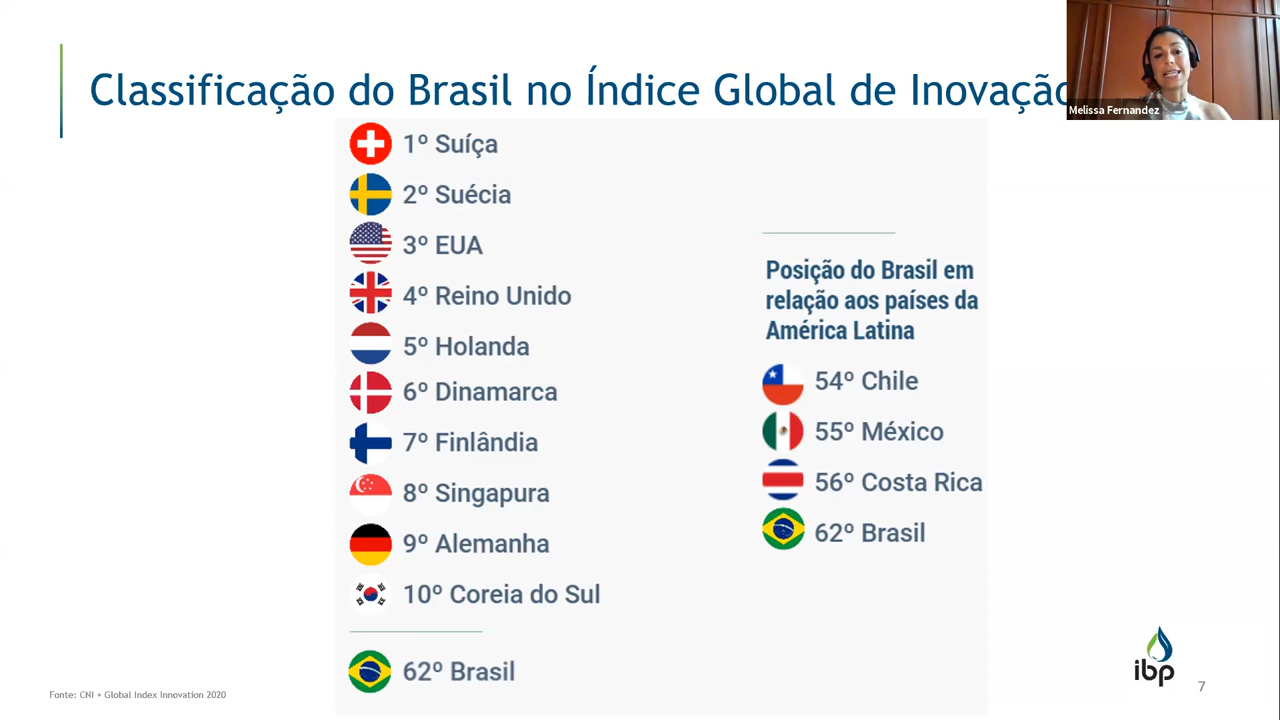 Classificação do Brasil no Índice Global de Inovação
Melissa Fernandez
1º Suíça
2º Suécia
3º EUA
4º Reino Unido
5º Holanda
6º Dinamarca
7º Finlândia
8º Singapura
9º Alemanha
10º Coreia do Sul
62º Brasil
Posição do Brasil em
relação aos países da
América Latina
54º Chile
55º México
56º Costa Rica
62º Brasil
Fonte: CNI + Global Index Innovation 2020
ibp
7